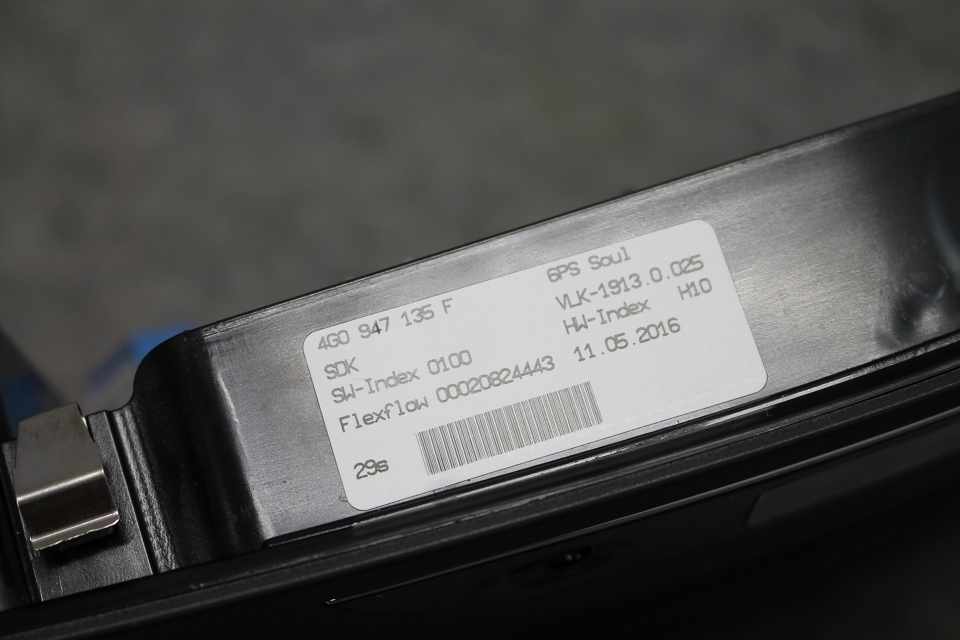 4G0 947 135 F 6PS Soul
SDK VLK-1913.0.025
SW-Index 0100 HW-Index H10
Flexflow 00020824443 11.05.2016
29s